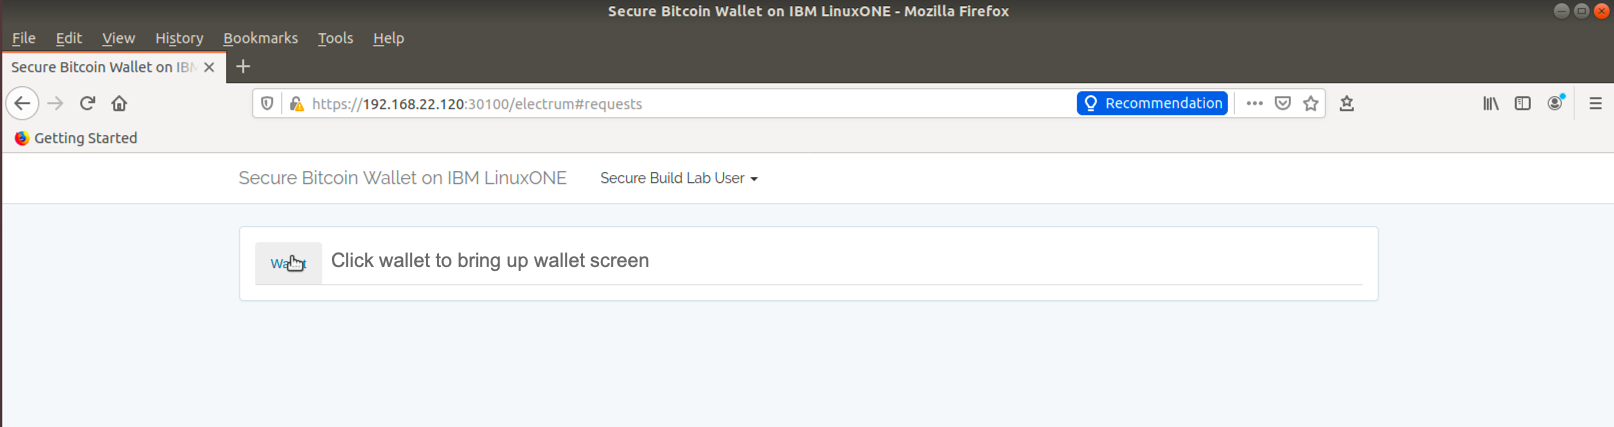 Secure Bitcoin Wallet on IBM LinuxONE - Mozilla Firefox
File Edit View History Bookmarks Tools Help
Secure Bitcoin Wallet on IBM
https://192.168.22.120:30100/electrum#requests Recommendation
Getting Started
Secure Bitcoin Wallet on IBM LinuxONE Secure Build Lab User
Wallet Click wallet to bring up wallet screen